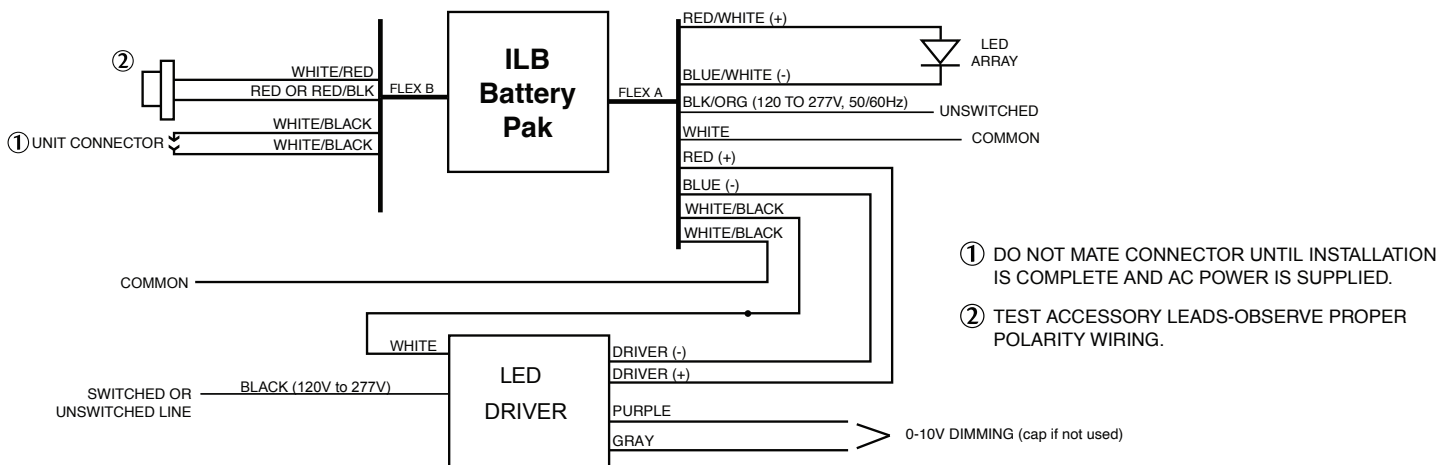 RED/WHITE (+)
②
ILB
Battery
Pak
LED
ARRAY
WHITE/RED
BLUE/WHITE (-)
RED OR RED/BLK
FLEX B
FLEX A
BLK/ORG (120 TO 277V, 50/60Hz)
UNSWITCHED
WHITE/BLACK
WHITE
COMMON
① UNIT CONNECTOR
WHITE/BLACK
RED (+)
BLUE (-)
WHITE/BLACK
WHITE/BLACK
① DO NOT MATE CONNECTOR UNTIL INSTALLATION
IS COMPLETE AND AC POWER IS SUPPLIED.
COMMON
② TEST ACCESSORY LEADS-OBSERVE PROPER
POLARITY WIRING.
WHITE
DRIVER (-)
DRIVER (+)
LED
DRIVER
SWITCHED OR
UNSWITCHED LINE
BLACK (120V to 277V)
PURPLE
0-10V DIMMING (cap if not used)
GRAY